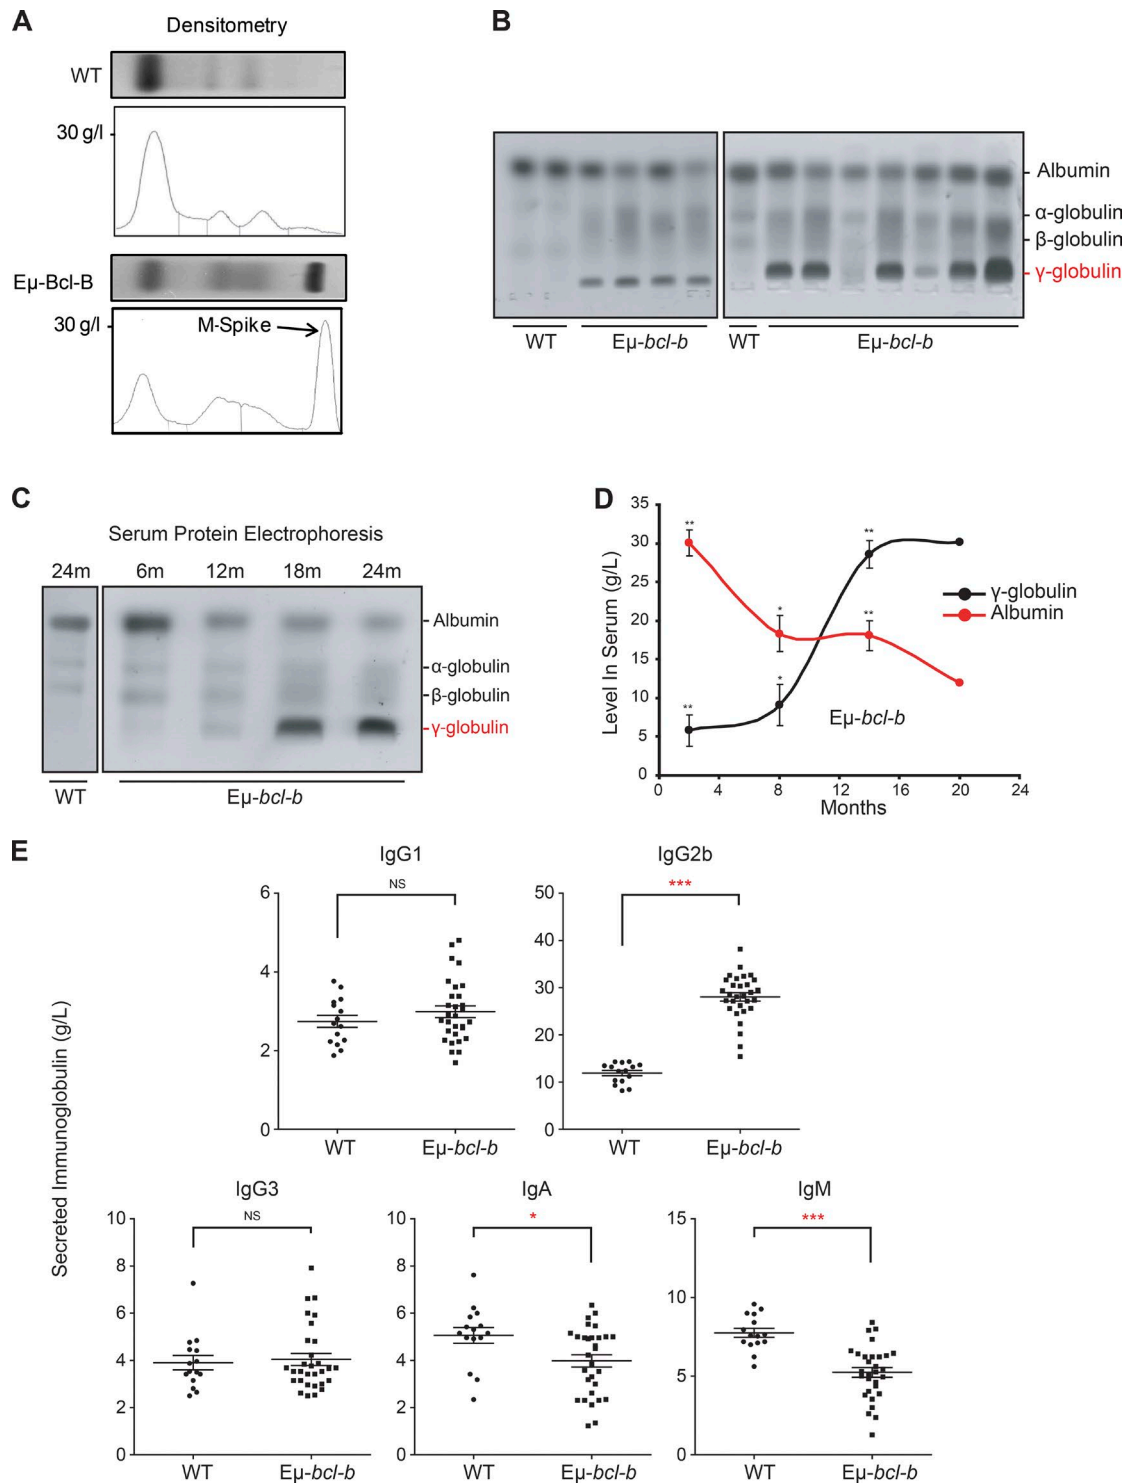 A
Densitometry
WT
30 g/l
Eμ-Bcl-B
30 g/l
M-Spike
B
Albumin
α-globulin
β-globulin
γ-globulin
WT
Eμ-bcl-b
WT
Eμ-bcl-b
C
Serum Protein Electrophoresis
24m 6m 12m 18m 24m
Albumin
α-globulin
β-globulin
γ-globulin
WT
Eμ-bcl-b
D
Level In Serum (g/L)
35
30
25
20
15
10
5
0
** * ** **
** *
γ-globulin
Albumin
Eμ-bcl-b
0 4 8 12 16 20 24
Months
E
Secreted Immunoglobulin (g/L)
IgG1
NS
6
4
2
0
WT Eμ-bcl-b
IgG2b
***
50
40
30
20
10
0
WT Eμ-bcl-b
IgG3
NS
10
8
6
4
2
0
WT Eμ-bcl-b
IgA
*
10
8
6
4
2
0
WT Eμ-bcl-b
IgM
***
15
10
5
0
WT Eμ-bcl-b